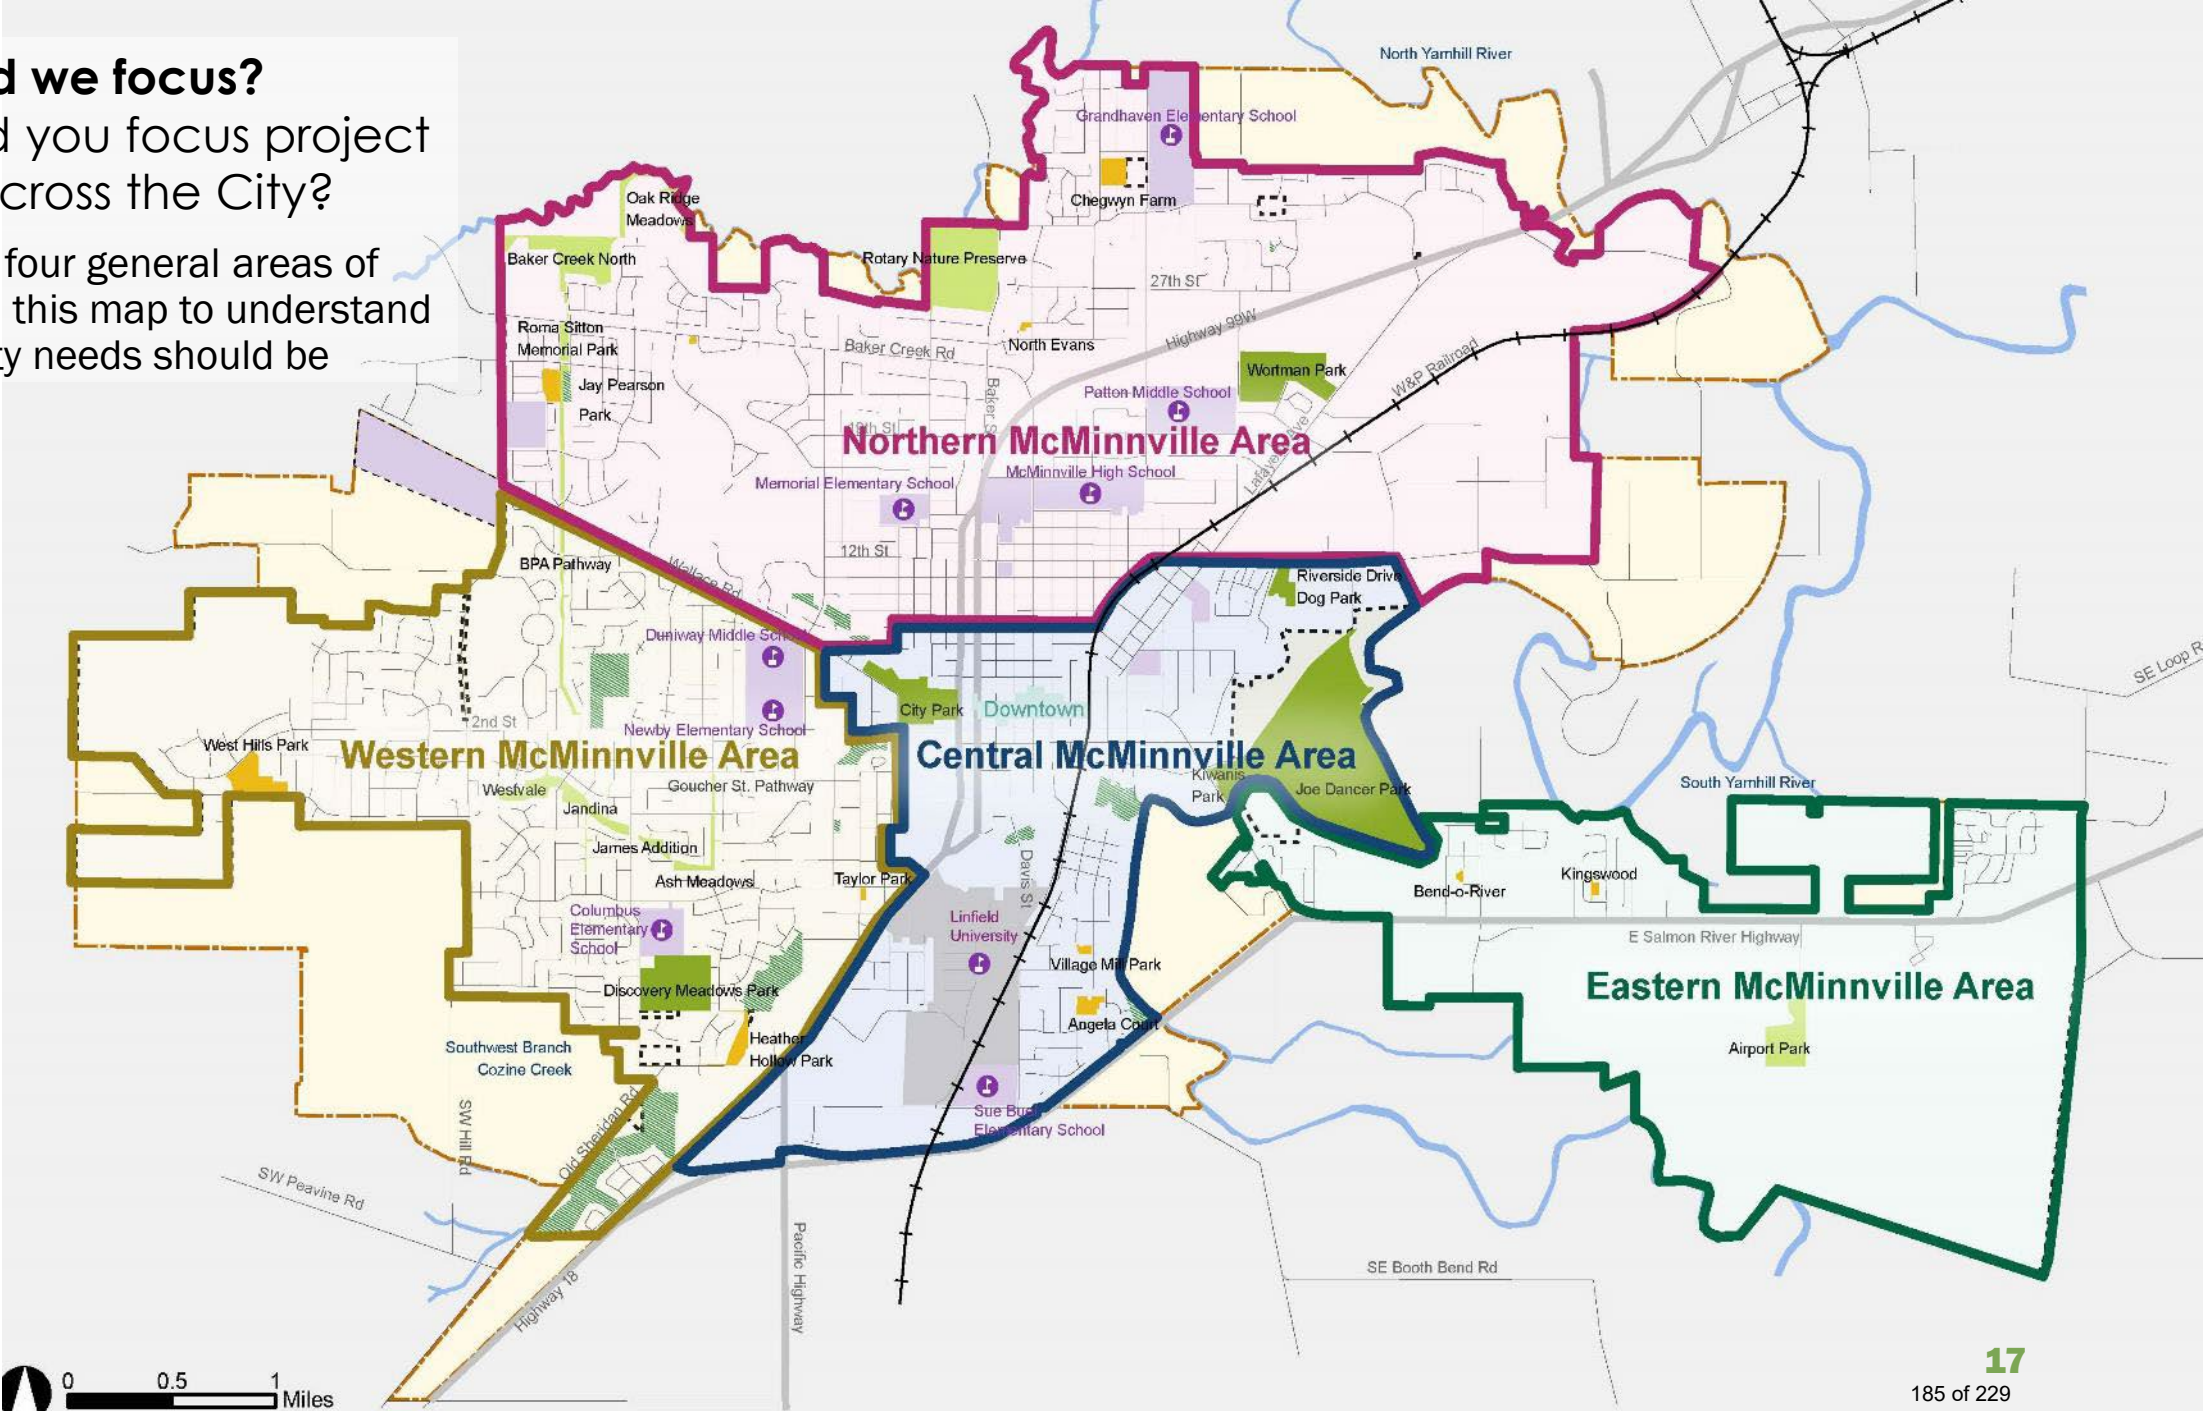 d we focus?
d you focus project
cross the City?
four general areas of
this map to understand
ty needs should be
North Yamhill River
Grandhaven Elementary School
Chegwyn Farm
Oak Ridge
Meadows
Baker Creek North
Rotary Nature Preserve
27th St
Highway 99W
Roma Sitton
Memorial Park
Baker Creek Rd
North Evans
Jay Pearson
Park
Baker S
Wortman Park
W&P Railroad
Patton Middle School
19th St
Northern McMinnville Area
Lafayette Ave
McMinnville High School
Memorial Elementary School
12th St
BPA Pathway
Wallace Rd
Riverside Drive
Dog Park
Duniway Middle School
SE Loop R
City Park
Downtown
2nd St
Newby Elementary School
West Hills Park
Western McMinnville Area
Central McMinnville Area
Kiwanis
Park
Joe Dancer Park
South Yamhill River
Westvale
Goucher St. Pathway
Jandina
James Addition
Ash Meadows
Taylor Park
Davis St
Bend-o-River
Kingswood
Columbus
Elementary
School
Linfield
University
E Salmon River Highway
Village Mill Park
Eastern McMinnville Area
Discovery Meadows Park
Angela Court
Heather
Hollow Park
Airport Park
Southwest Branch
Cozine Creek
SW Hill Rd
Old Sheridan Rd
Sue Buel
Elementary School
SW Peavine Rd
Pacific Highway
Highway 18
SE Booth Bend Rd
0 0.5 1
Miles
17
185 of 229